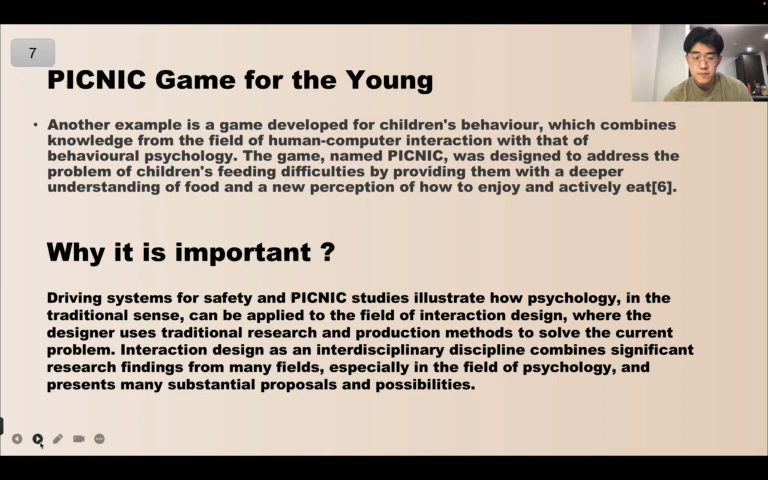 7
PICNIC Game for the Young
• Another example is a game developed for children's behaviour, which combines
knowledge from the field of human-computer interaction with that of
behavioural psychology. The game, named PICNIC, was designed to address the
problem of children's feeding difficulties by providing them with a deeper
understanding of food and a new perception of how to enjoy and actively eat[6].
Why it is important ?
Driving systems for safety and PICNIC studies illustrate how psychology, in the
traditional sense, can be applied to the field of interaction design, where the
designer uses traditional research and production methods to solve the current
problem. Interaction design as an interdisciplinary discipline combines significant
research findings from many fields, especially in the field of psychology, and
presents many substantial proposals and possibilities.